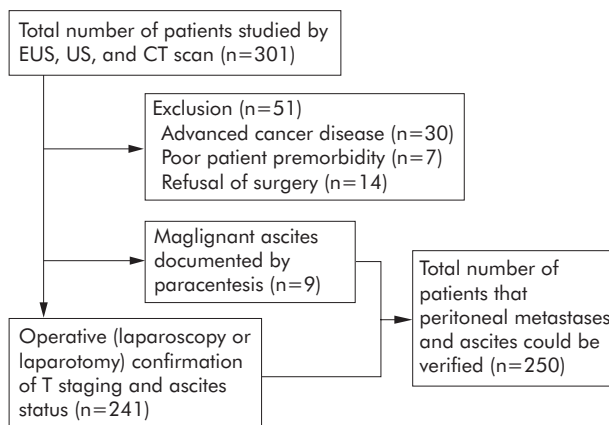 Total number of patients studied by
EUS, US, and CT scan (n=301)
Exclusion (n=51)
Advanced cancer disease (n=30)
Poor patient premorbidity (n=7)
Refusal of surgery (n=14)
Maglignant ascites
documented by
paracentesis (n=9)
Total number of
patients that
peritoneal metastases
and ascites could be
verified (n=250)
Operative (laparoscopy or
laparotomy) confirmation
of T staging and ascites
status (n=241)